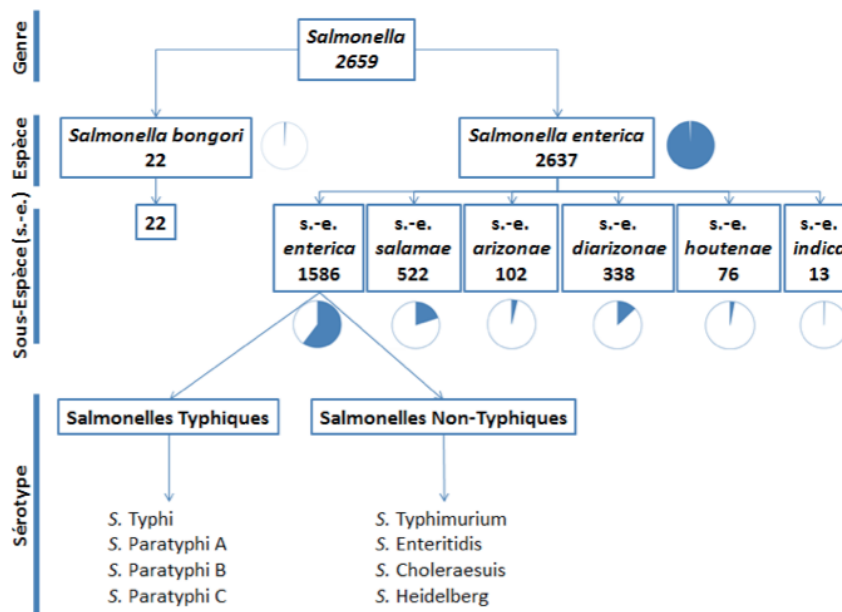 Genre
Salmonella
2659
Espèce
Salmonella bongori
22
Salmonella enterica
2637
Sous-Espèce (s.-e.)
22
s.-e.
enterica
1586
s.-e.
salamae
522
s.-e.
arizonae
102
s.-e.
diarizonae
338
s.-e.
houtenae
76
s.-e.
indica
13
Sérotype
Salmonelles Typhiques
Salmonelles Non-Typhiques
S. Typhi
S. Paratyphi A
S. Paratyphi B
S. Paratyphi C
S. Typhimurium
S. Enteritidis
S. Choleraesuis
S. Heidelberg